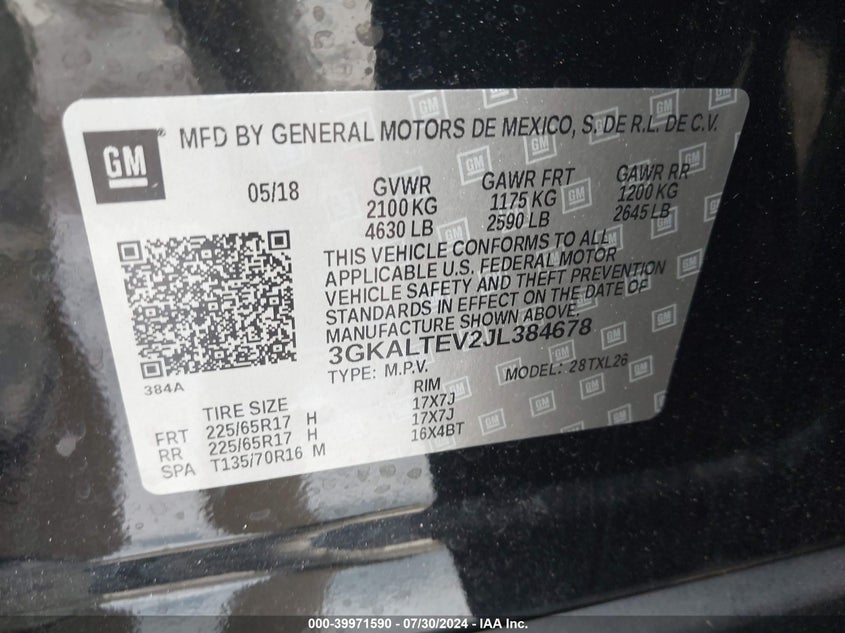 GM
® MFD BY GENERAL MOTORS DE MEXICO, S. DE R.L. DE C.V.
05/18 GVWR GAWR FRT GAWR RR
2100 KG 1175 KG 1200 KG
4630 LB 2590 LB 2645 LB
THIS VEHICLE CONFORMS TO ALL
APPLICABLE U.S. FEDERAL MOTOR
VEHICLE SAFETY AND THEFT PREVENTION
STANDARDS IN EFFECT ON THE DATE OF
MANUFACTURE SHOWN ABOVE.
3GKALTEV2JL384678
TYPE: M.P.V. MODEL: 28TXL26
384A
TIRE SIZE RIM
FRT 225/65R17 H 17X7J
RR 225/65R17 H 17X7J
SPA T135/70R16 M 16X4BT
000-39971590 - 07/30/2024 - IAA Inc.